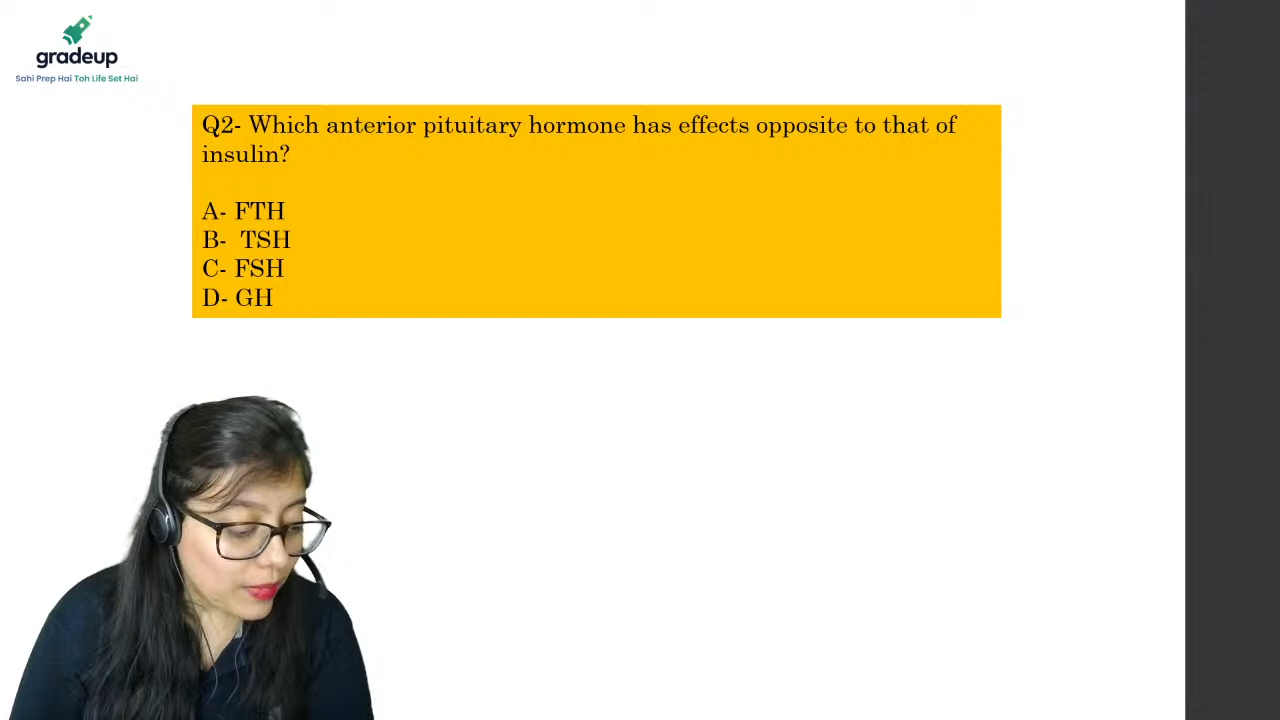 gradeup
Sahi Prep Hai Toh Life Set Hai
Q2- Which anterior pituitary hormone has effects opposite to that of
insulin?
A- FTH
B- TSH
C- FSH
D- GH